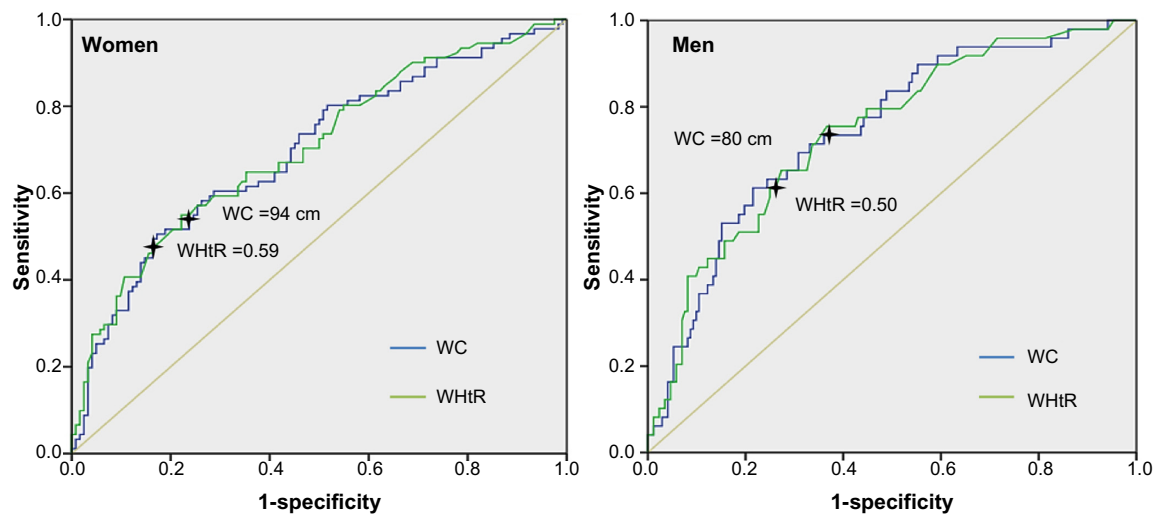 Women
1.0
0.8
0.6
0.4
0.2
0.0
Sensitivity
WC =94 cm
WHtR =0.59
WC
WHtR
0.0 0.2 0.4 0.6 0.8 1.0
1-specificity
Men
1.0
0.8
0.6
0.4
0.2
0.0
Sensitivity
WC =80 cm
WHtR =0.50
WC
WHtR
0.0 0.2 0.4 0.6 0.8 1.0
1-specificity